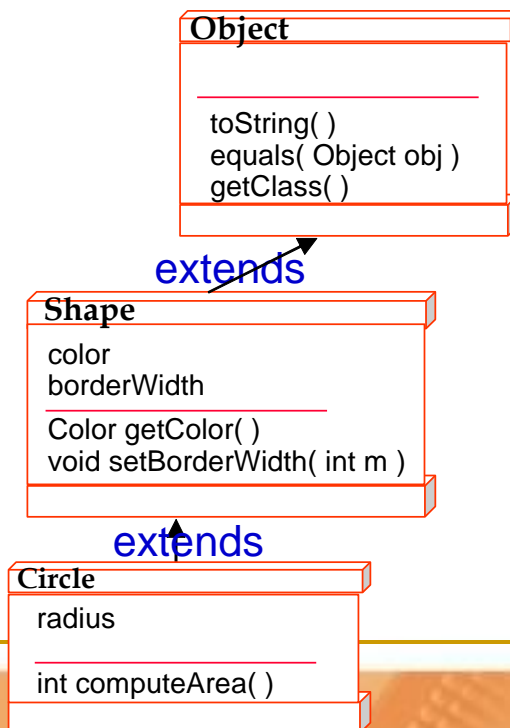 Object
toString( )
equals( Object obj )
getClass( )
extends
Shape
color
borderWidth
Color getColor( )
void setBorderWidth( int m )
extends
Circle
radius
int computeArea( )